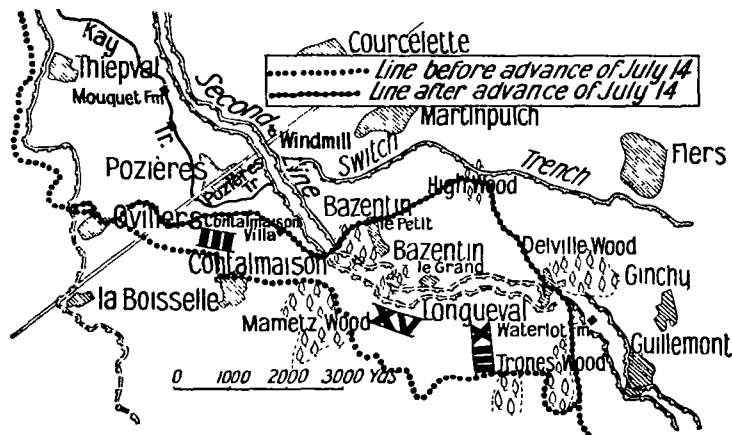 Kay
Courcelette
Thiepval
Line before advance of July 14
Line after advance of July 14
Mouquet Fm
Second
Martinpuich
Windmill
Tr.
Switch
Flers
Pozières
Line
Trench
Pozières
Tr
High Wood
Bazentin
le Petit
Ovillers
Contalmaison
Villa
III
Bazentin
le Grand
Delville Wood
Contalmaison
Ginchy
la Boisselle
Longueval
Mametz Wood
XV
Waterlot Fm
Guillemont
XIII
Trones Wood
0 1000 2000 3000 Yds